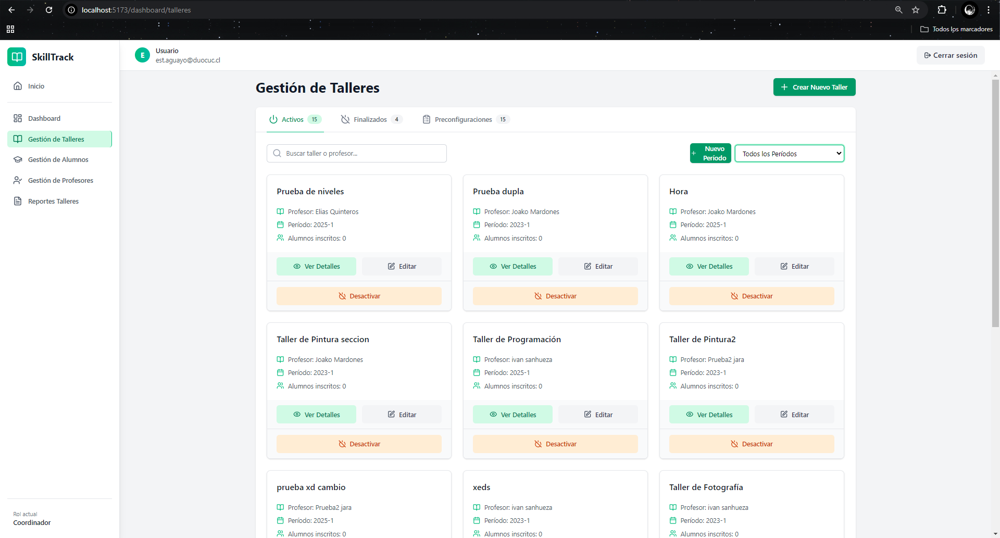 localhost:5173/dashboard/talleres
Todos los marcadores
SkillTrack
E
Usuario
est.aguayo@duocuc.cl
Cerrar sesión
Inicio
Dashboard
Gestión de Talleres
Gestión de Alumnos
Gestión de Profesores
Reportes Talleres
Rol actual
Coordinador
Gestión de Talleres
Crear Nuevo Taller
Activos 15
Finalizados 4
Preconfiguraciones 15
Buscar taller o profesor...
Nuevo
Período
Todos los Períodos
Prueba de niveles
Profesor: Elias Quinteros
Período: 2025-1
Alumnos inscritos: 0
Ver Detalles
Editar
Desactivar
Prueba dupla
Profesor: Joako Mardones
Período: 2023-1
Alumnos inscritos: 0
Ver Detalles
Editar
Desactivar
Hora
Profesor: Joako Mardones
Período: 2025-1
Alumnos inscritos: 0
Ver Detalles
Editar
Desactivar
Taller de Pintura seccion
Profesor: Joako Mardones
Período: 2023-1
Alumnos inscritos: 0
Ver Detalles
Editar
Desactivar
Taller de Programación
Profesor: ivan sanhueza
Período: 2025-1
Alumnos inscritos: 0
Ver Detalles
Editar
Desactivar
Taller de Pintura2
Profesor: Prueba2 jara
Período: 2023-1
Alumnos inscritos: 0
Ver Detalles
Editar
Desactivar
prueba xd cambio
Profesor: Prueba2 jara
Período: 2025-1
Alumnos inscritos: 0
xeds
Profesor: ivan sanhueza
Período: 2023-1
Alumnos inscritos: 0
Taller de Fotografía
Profesor: ivan sanhueza
Período: 2023-1
Alumnos inscritos: 0